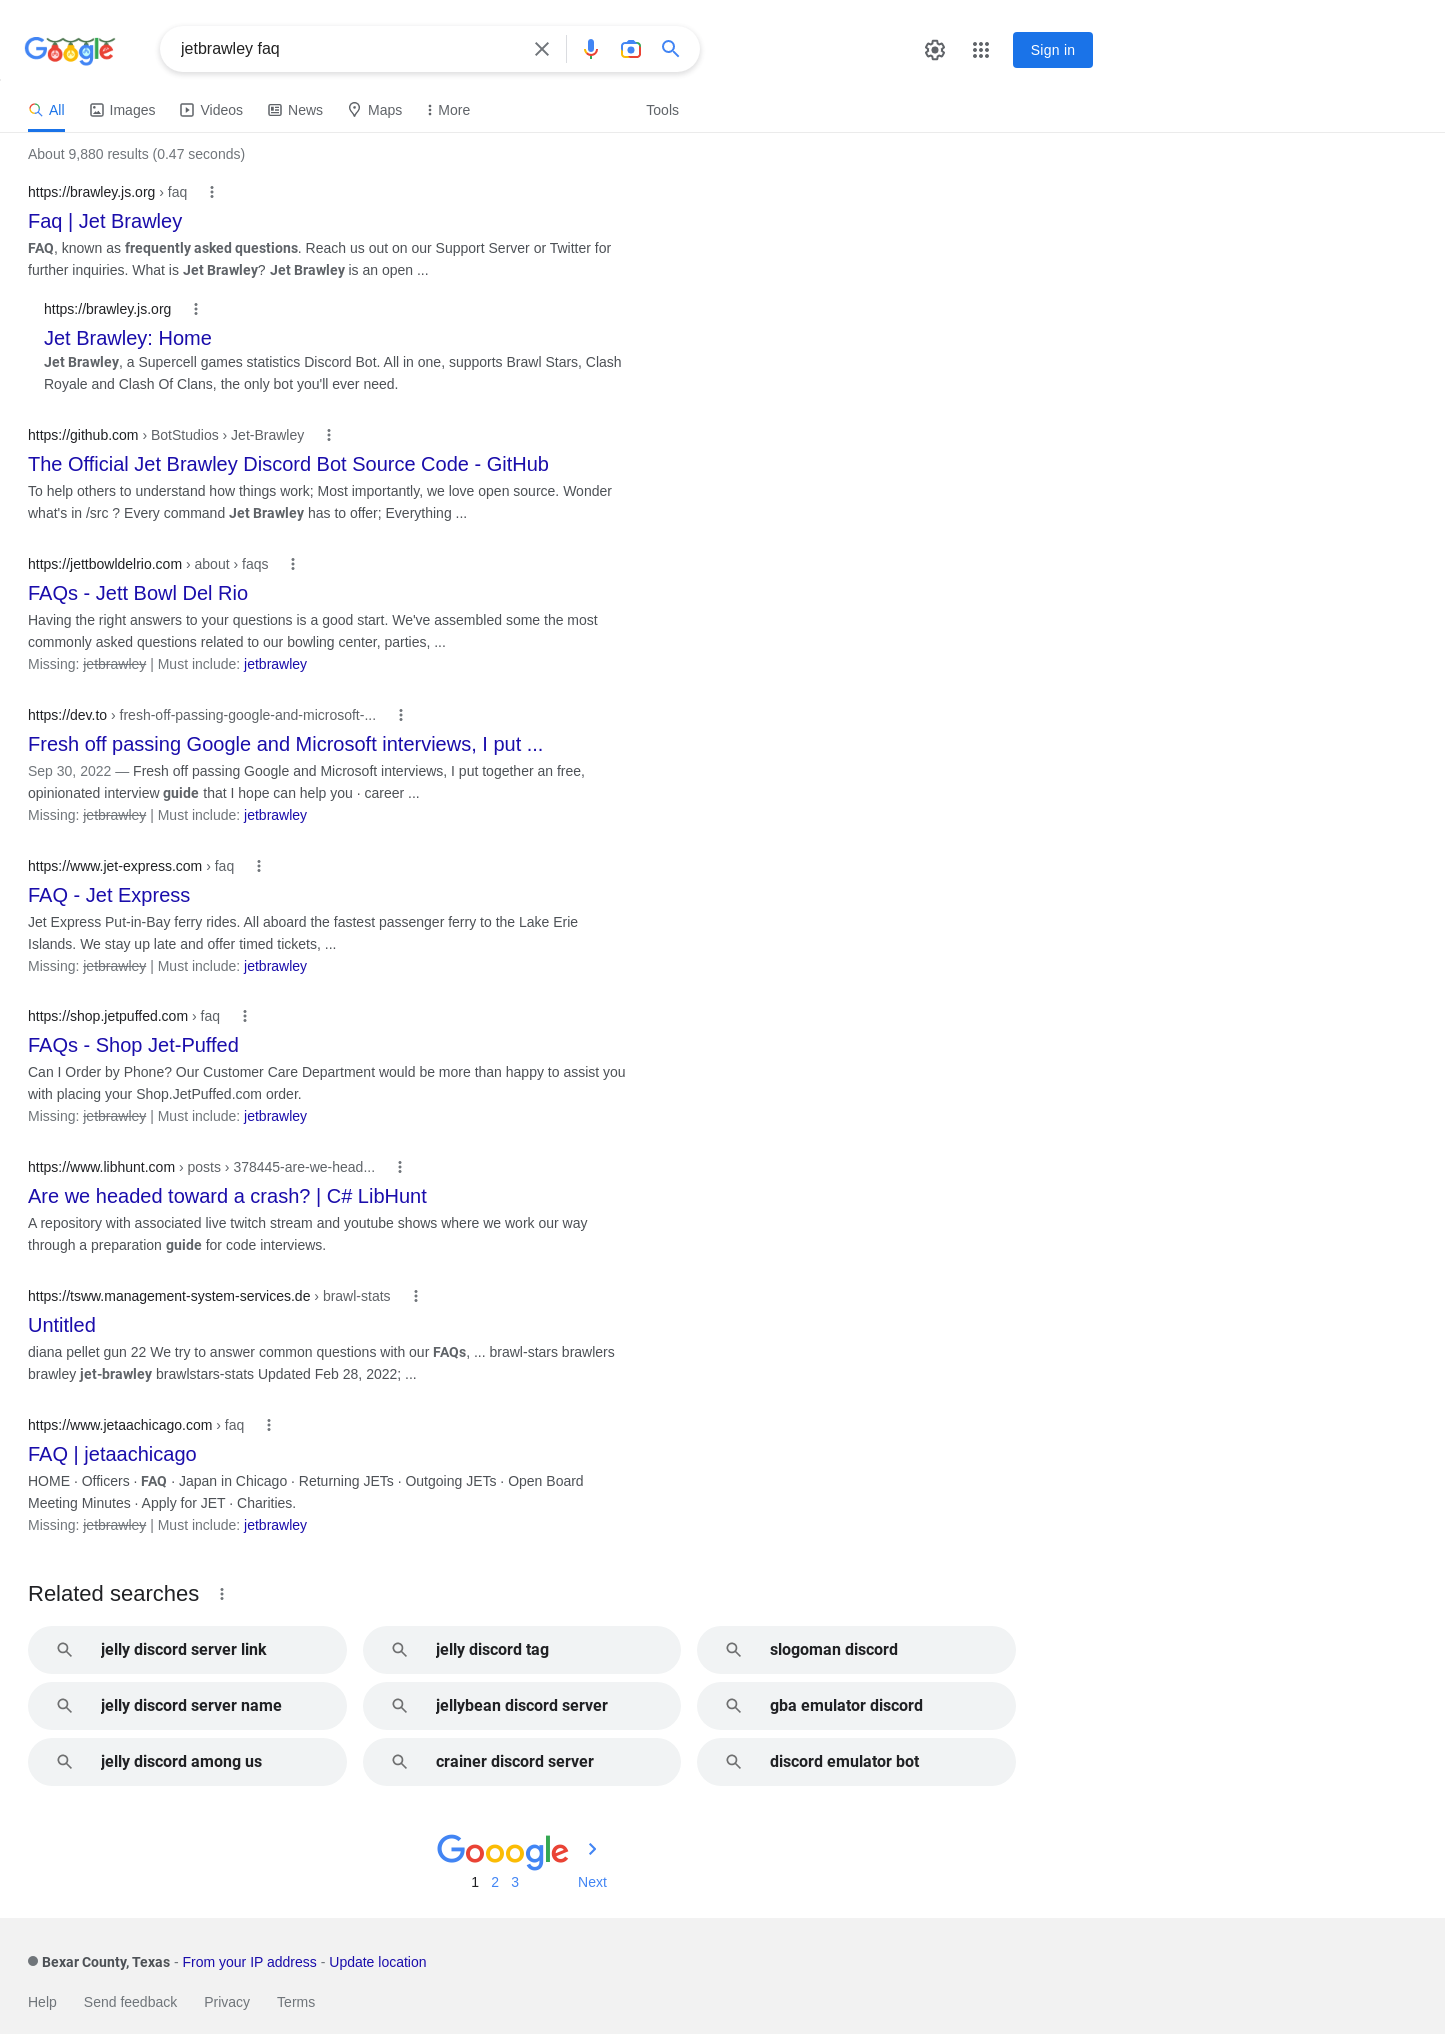 Google
jetbrawley faq
Sign in
All
Images
Videos
News
Maps
More
Tools
About 9,880 results (0.47 seconds)
https://brawley.js.org › faq
Faq | Jet Brawley
FAQ, known as frequently asked questions. Reach us out on our Support Server or Twitter for
further inquiries. What is Jet Brawley? Jet Brawley is an open ...
https://brawley.js.org
Jet Brawley: Home
Jet Brawley, a Supercell games statistics Discord Bot. All in one, supports Brawl Stars, Clash
Royale and Clash Of Clans, the only bot you'll ever need.
https://github.com › BotStudios › Jet-Brawley
The Official Jet Brawley Discord Bot Source Code - GitHub
To help others to understand how things work; Most importantly, we love open source. Wonder
what's in /src ? Every command Jet Brawley has to offer; Everything ...
https://jettbowldelrio.com › about › faqs
FAQs - Jett Bowl Del Rio
Having the right answers to your questions is a good start. We've assembled some the most
commonly asked questions related to our bowling center, parties, ...
Missing: jetbrawley | Must include: jetbrawley
https://dev.to › fresh-off-passing-google-and-microsoft-...
Fresh off passing Google and Microsoft interviews, I put ...
Sep 30, 2022 — Fresh off passing Google and Microsoft interviews, I put together an free,
opinionated interview guide that I hope can help you · career ...
Missing: jetbrawley | Must include: jetbrawley
https://www.jet-express.com › faq
FAQ - Jet Express
Jet Express Put-in-Bay ferry rides. All aboard the fastest passenger ferry to the Lake Erie
Islands. We stay up late and offer timed tickets, ...
Missing: jetbrawley | Must include: jetbrawley
https://shop.jetpuffed.com › faq
FAQs - Shop Jet-Puffed
Can I Order by Phone? Our Customer Care Department would be more than happy to assist you
with placing your Shop.JetPuffed.com order.
Missing: jetbrawley | Must include: jetbrawley
https://www.libhunt.com › posts › 378445-are-we-head...
Are we headed toward a crash? | C# LibHunt
A repository with associated live twitch stream and youtube shows where we work our way
through a preparation guide for code interviews.
https://tsww.management-system-services.de › brawl-stats
Untitled
diana pellet gun 22 We try to answer common questions with our FAQs, ... brawl-stars brawlers
brawley jet-brawley brawlstars-stats Updated Feb 28, 2022; ...
https://www.jetaachicago.com › faq
FAQ | jetaachicago
HOME · Officers · FAQ · Japan in Chicago · Returning JETs · Outgoing JETs · Open Board
Meeting Minutes · Apply for JET · Charities.
Missing: jetbrawley | Must include: jetbrawley
Related searches
jelly discord server link
jelly discord tag
slogoman discord
jelly discord server name
jellybean discord server
gba emulator discord
jelly discord among us
crainer discord server
discord emulator bot
Gooogle
1 2 3 Next
Bexar County, Texas - From your IP address - Update location
Help Send feedback Privacy Terms